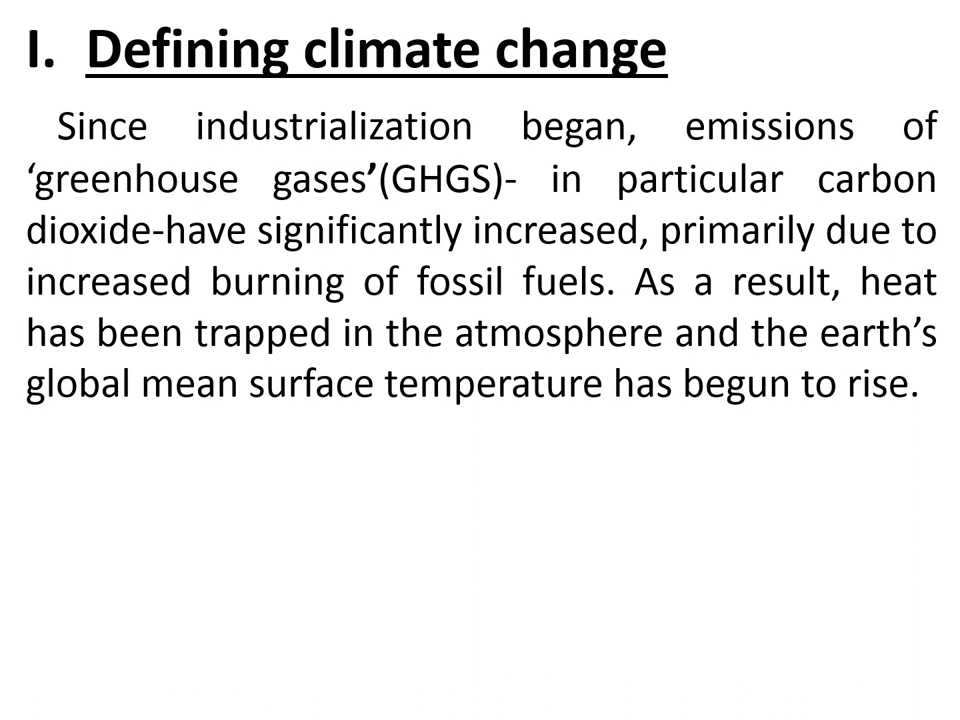 I. Defining climate change
Since industrialization began, emissions of
‘greenhouse gases’(GHGS)- in particular carbon
dioxide-have significantly increased, primarily due to
increased burning of fossil fuels. As a result, heat
has been trapped in the atmosphere and the earth’s
global mean surface temperature has begun to rise.